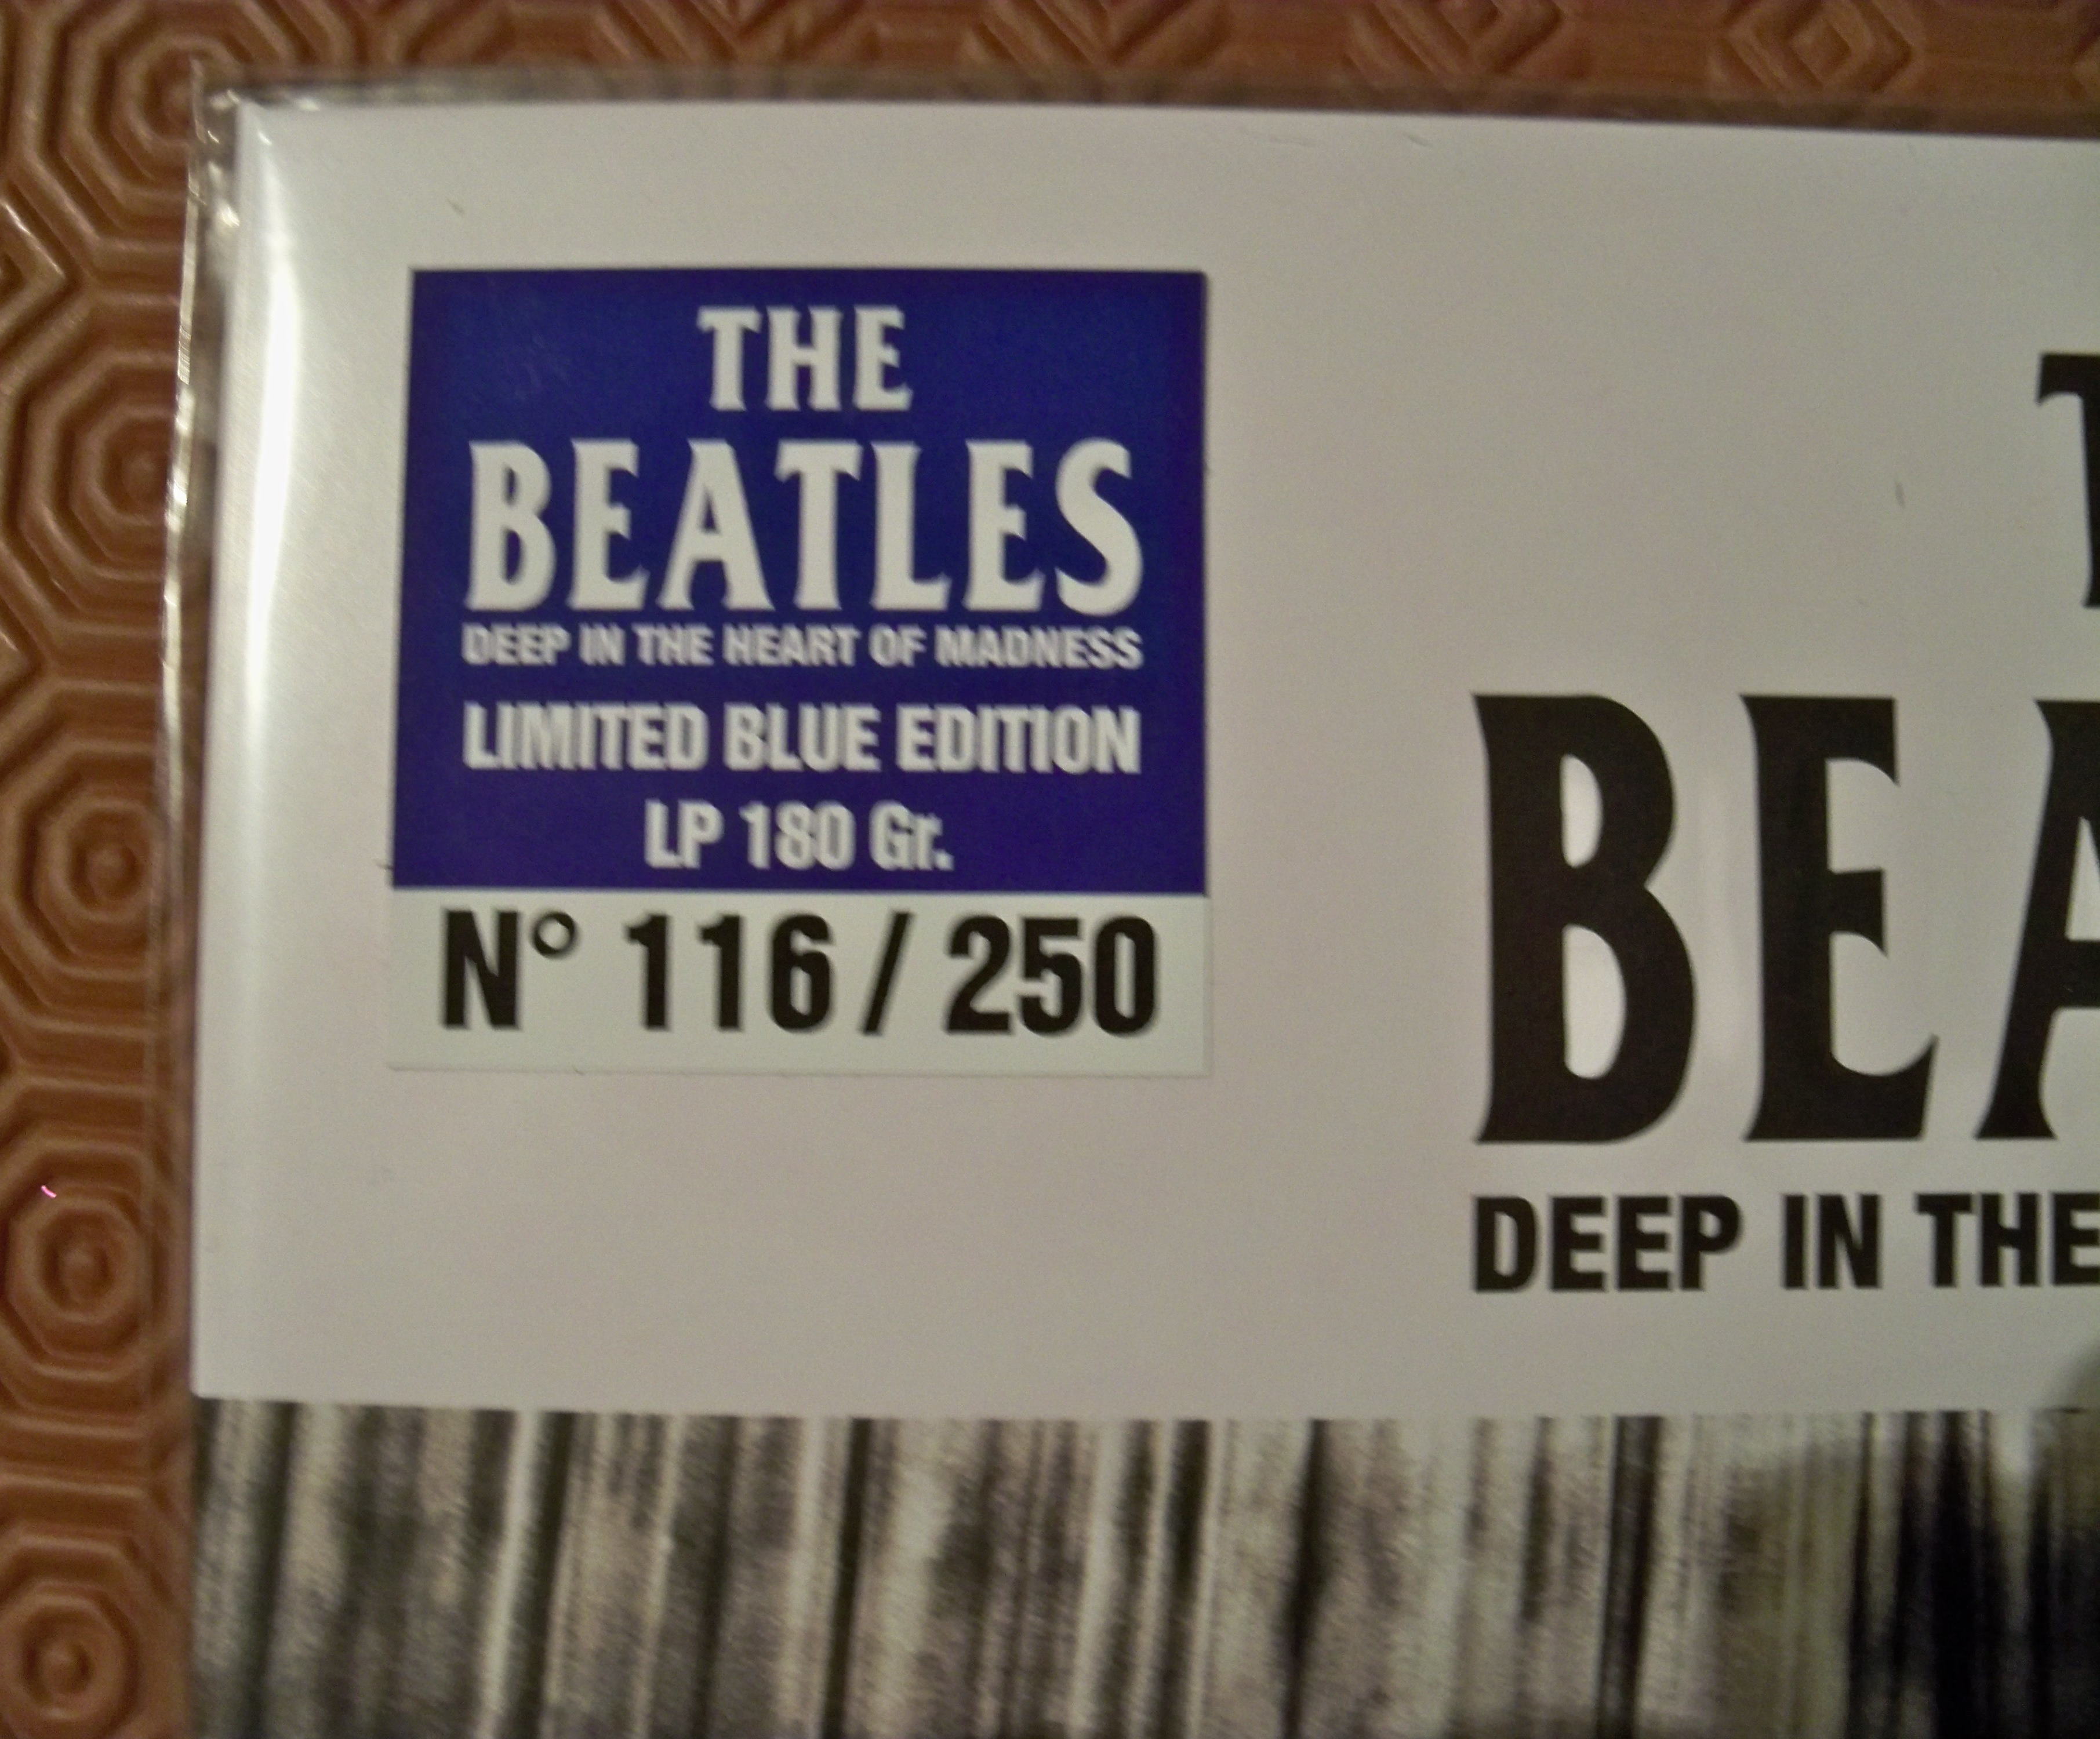 THE
BEATLES
DEEP IN THE HEART OF MADNESS
LIMITED BLUE EDITION
LP 180 Gr.
N° 116 / 250
T
BEA
DEEP IN THE